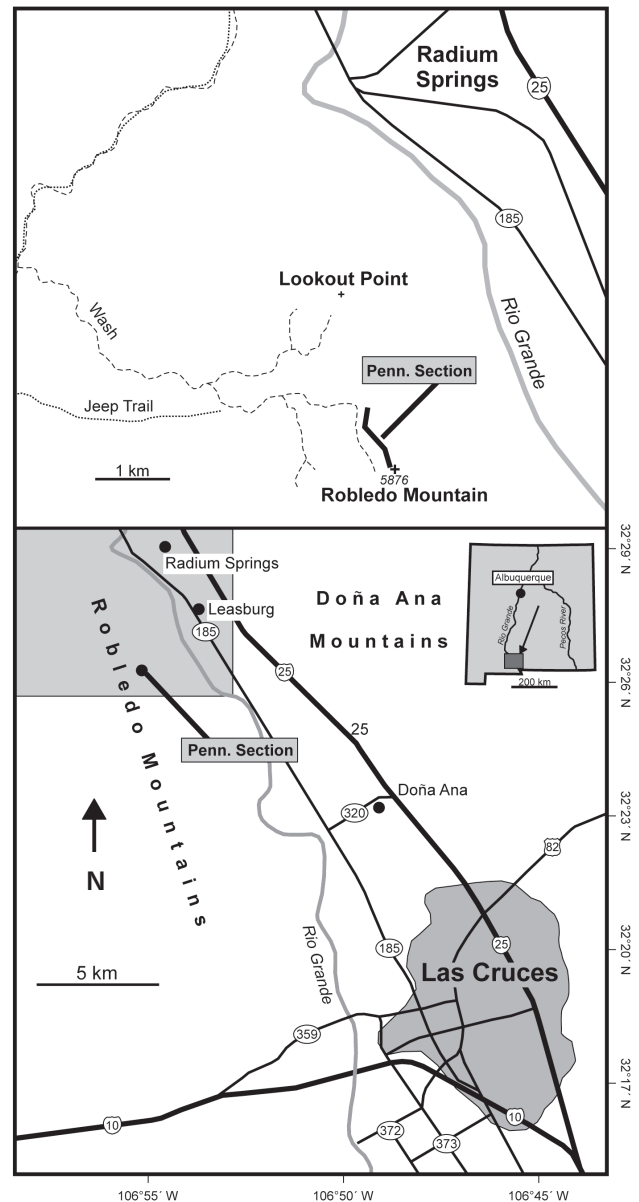 Radium
Springs
25
185
Lookout Point
Wash
Rio Grande
Penn. Section
Jeep Trail
1 km
5876
Robledo Mountain
32°29' N
Radium Springs
Albuquerque
Leasburg
Doña Ana
Mountains
185
Rio Grande
Pecos River
Robledo Mountains
25
200 km
32°26' N
25
Penn. Section
Doña Ana
320
32°23' N
82
N
185
25
32°20' N
Rio Grande
Las Cruces
5 km
359
32°17' N
10
10
372
373
106°55' W
106°50' W
106°45' W